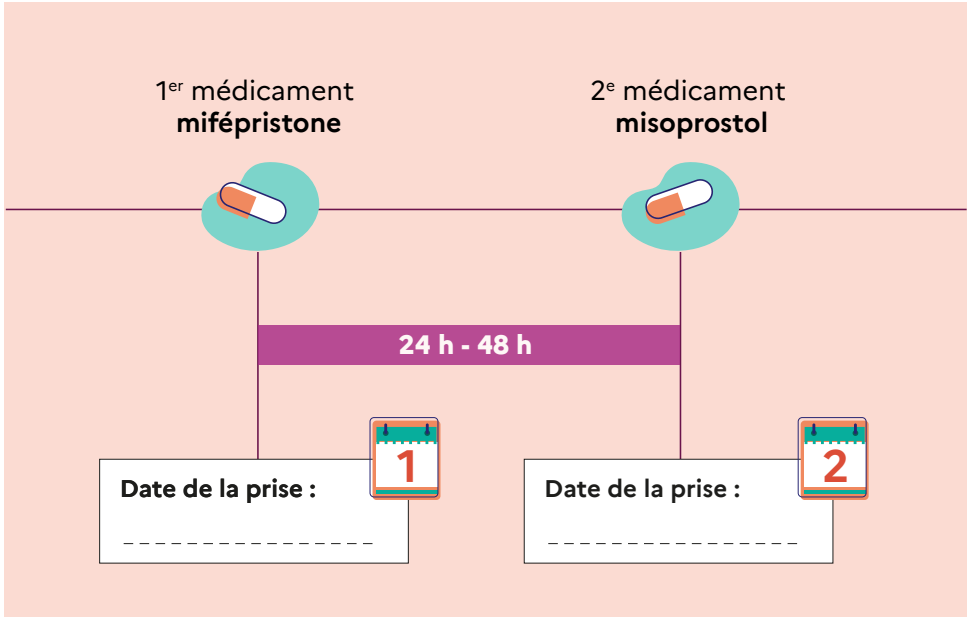 1er médicament
mifépristone
2e médicament
misoprostol
24 h - 48 h
1
2
Date de la prise :
_ _ _ _ _ _ _ _ _ _ _ _ _ _ _ _
Date de la prise :
_ _ _ _ _ _ _ _ _ _ _ _ _ _ _ _